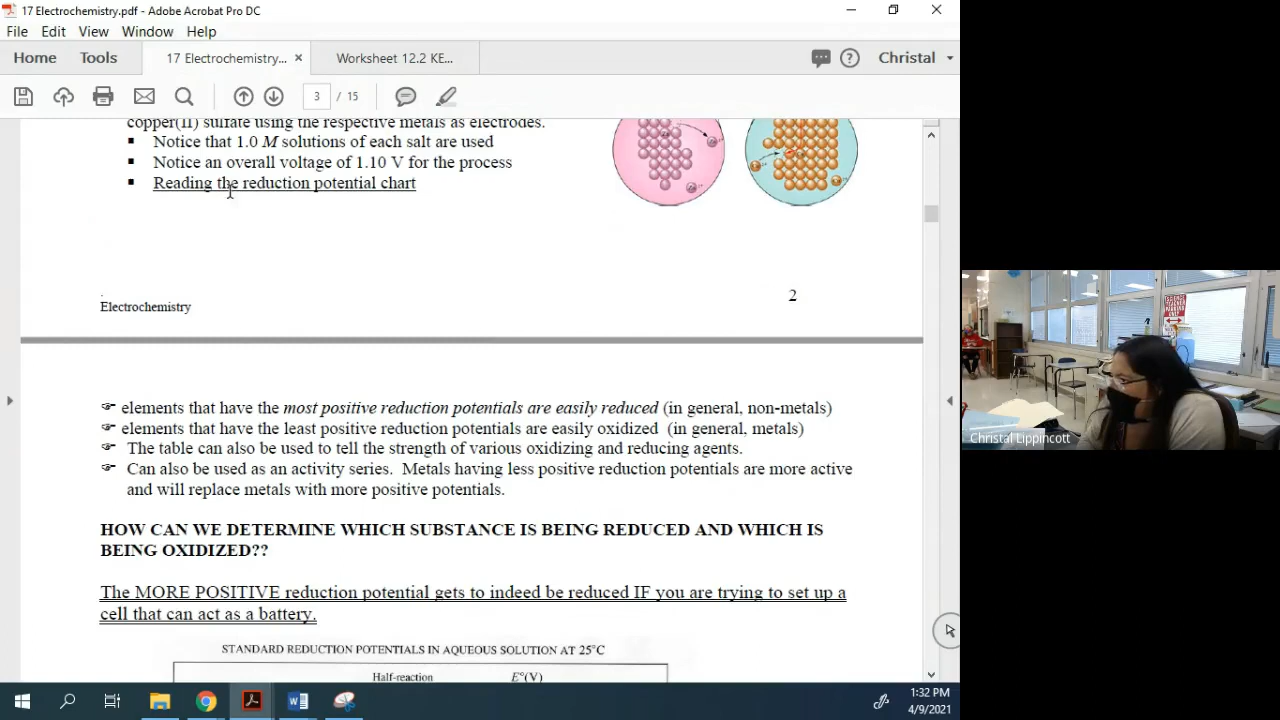 17 Electrochemistry.pdf - Adobe Acrobat Pro DC
File Edit View Window Help
Home Tools 17 Electrochemistry... × Worksheet 12.2 KE... Christal
3 / 15
copper(II) sulfate using the respective metals as electrodes.
▪ Notice that 1.0 M solutions of each salt are used
▪ Notice an overall voltage of 1.10 V for the process
▪ Reading the reduction potential chart
.
Electrochemistry
2
☞ elements that have the most positive reduction potentials are easily reduced (in general, non-metals)
☞ elements that have the least positive reduction potentials are easily oxidized (in general, metals)
☞ The table can also be used to tell the strength of various oxidizing and reducing agents.
☞ Can also be used as an activity series. Metals having less positive reduction potentials are more active
and will replace metals with more positive potentials.
HOW CAN WE DETERMINE WHICH SUBSTANCE IS BEING REDUCED AND WHICH IS
BEING OXIDIZED??
The MORE POSITIVE reduction potential gets to indeed be reduced IF you are trying to set up a
cell that can act as a battery.
STANDARD REDUCTION POTENTIALS IN AQUEOUS SOLUTION AT 25°C
Half-reaction E°(V)
1:32 PM
4/9/2021
SCIENCE
TEACHER
PARKING
ONLY
Christal Lippincott